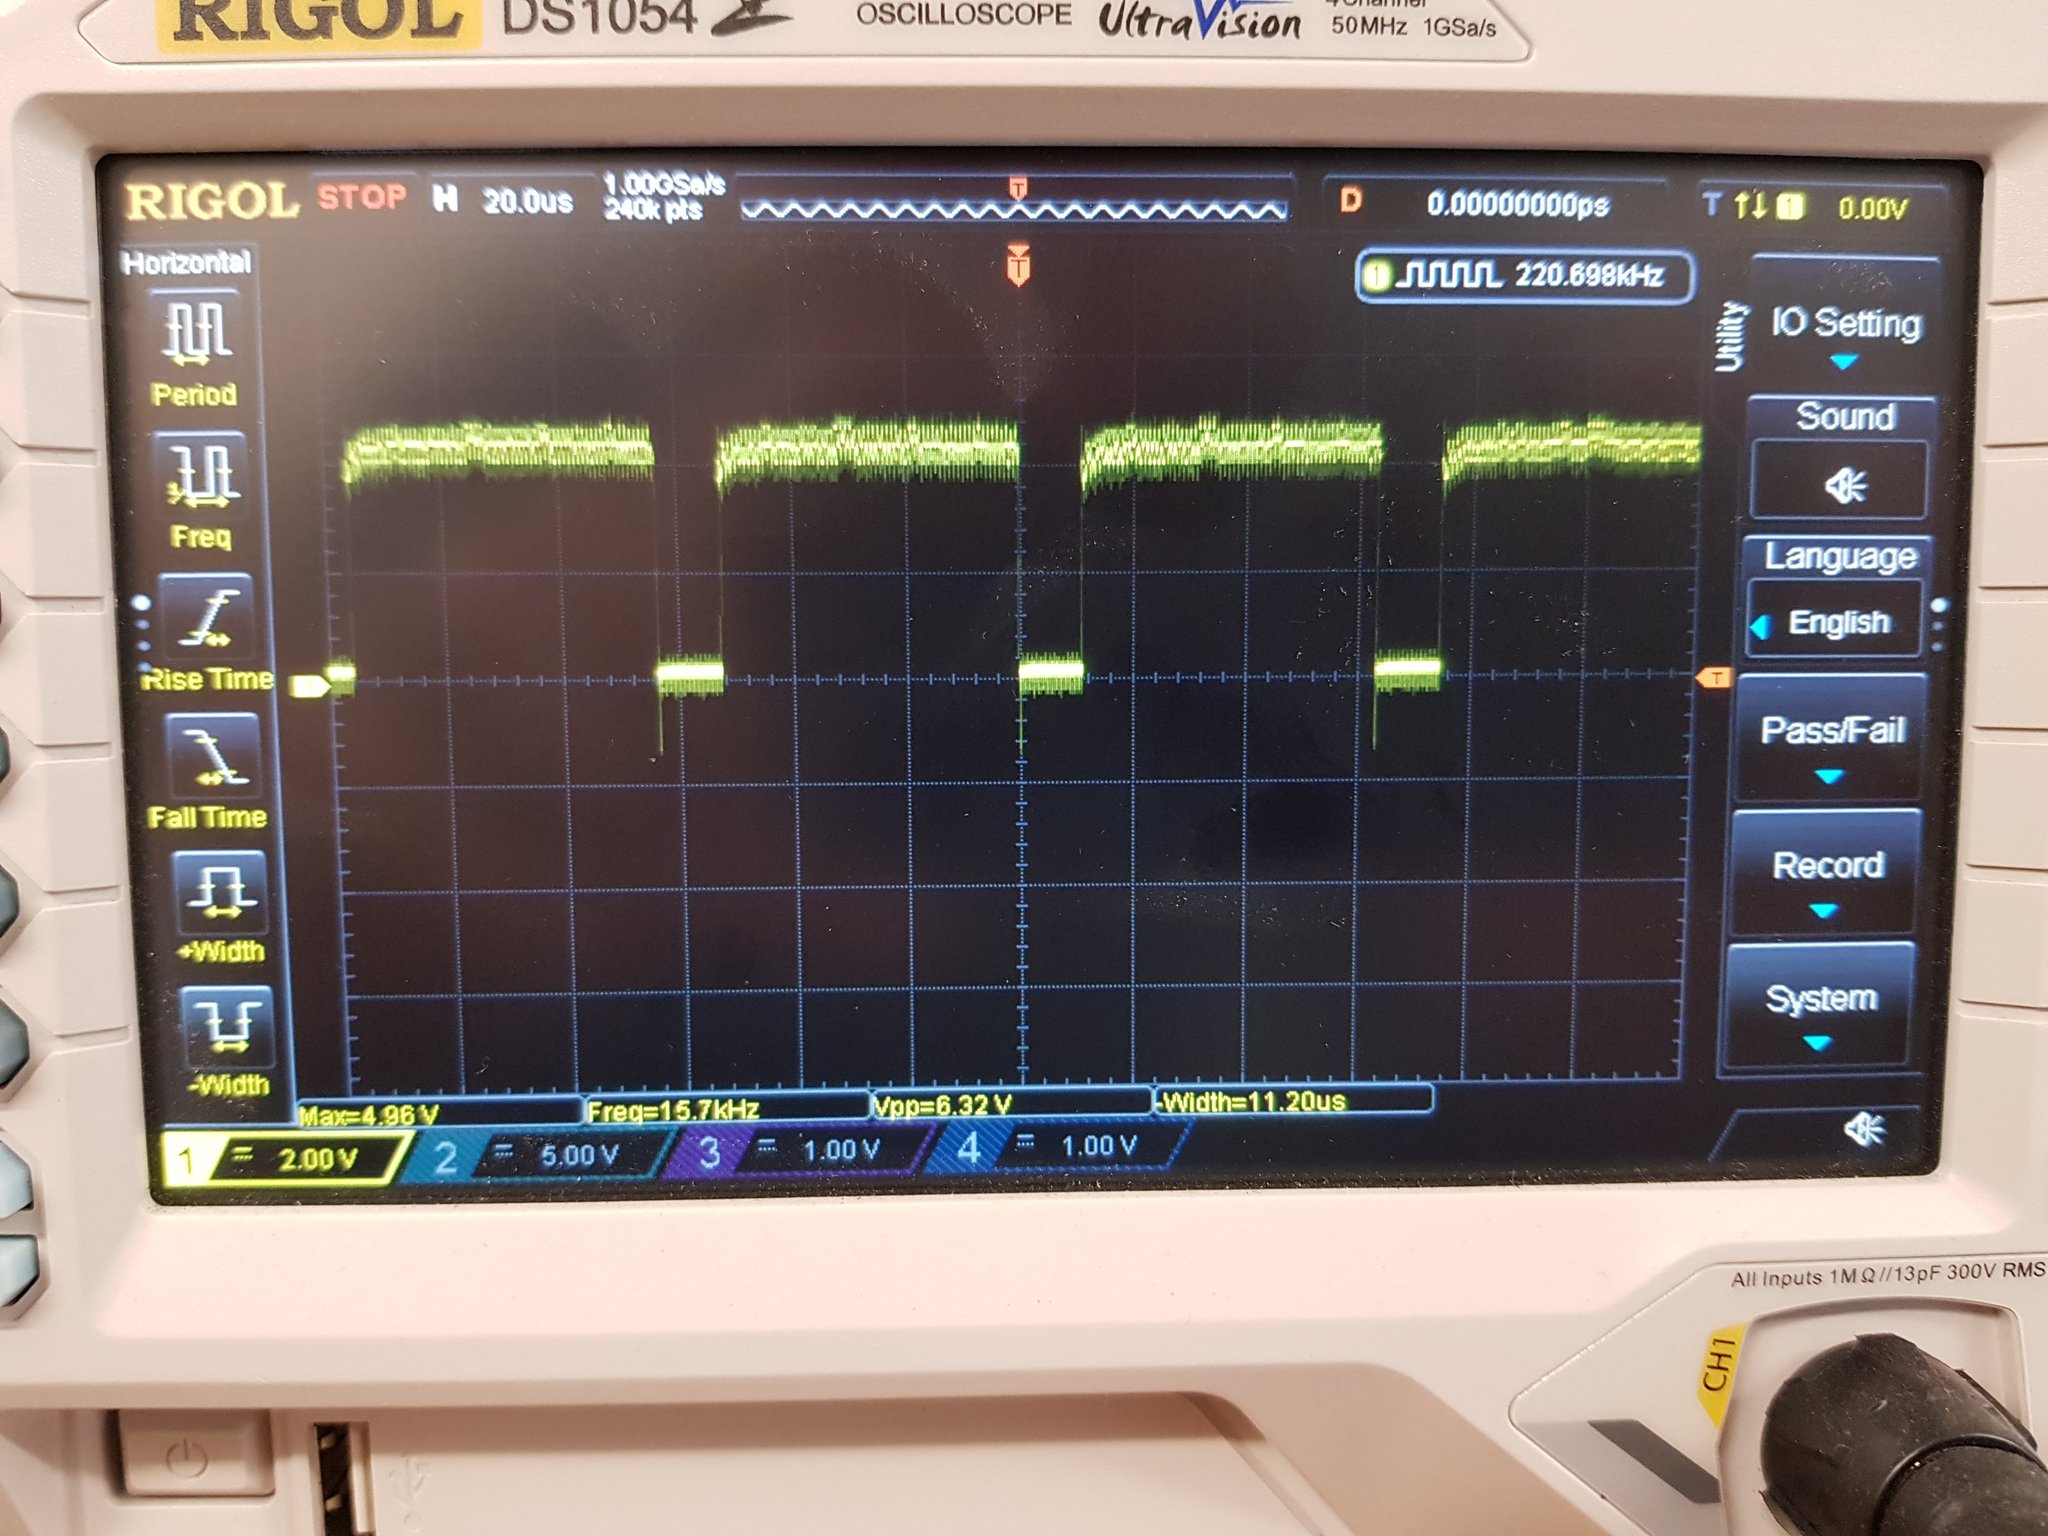 RIGOL DS1054Z OSCILLOSCOPE UltraVision 4Channel
50MHz 1GSa/s
RIGOL STOP H 20.0us 1.00GSa/s
240k pts
D 0.00000000ps T 1 0.00V
Horizontal
1 220.698kHz
Utility
IO Setting
Period
Sound
Freq
Language
English
Rise Time
Pass/Fail
Fall Time
Record
+Width
System
-Width
Max=4.96 V Freq=15.7kHz Vpp=6.32 V -Width=11.20us
1 2.00 V 2 5.00 V 3 1.00 V 4 1.00 V
All Inputs 1MΩ//13pF 300V RMS
CH1